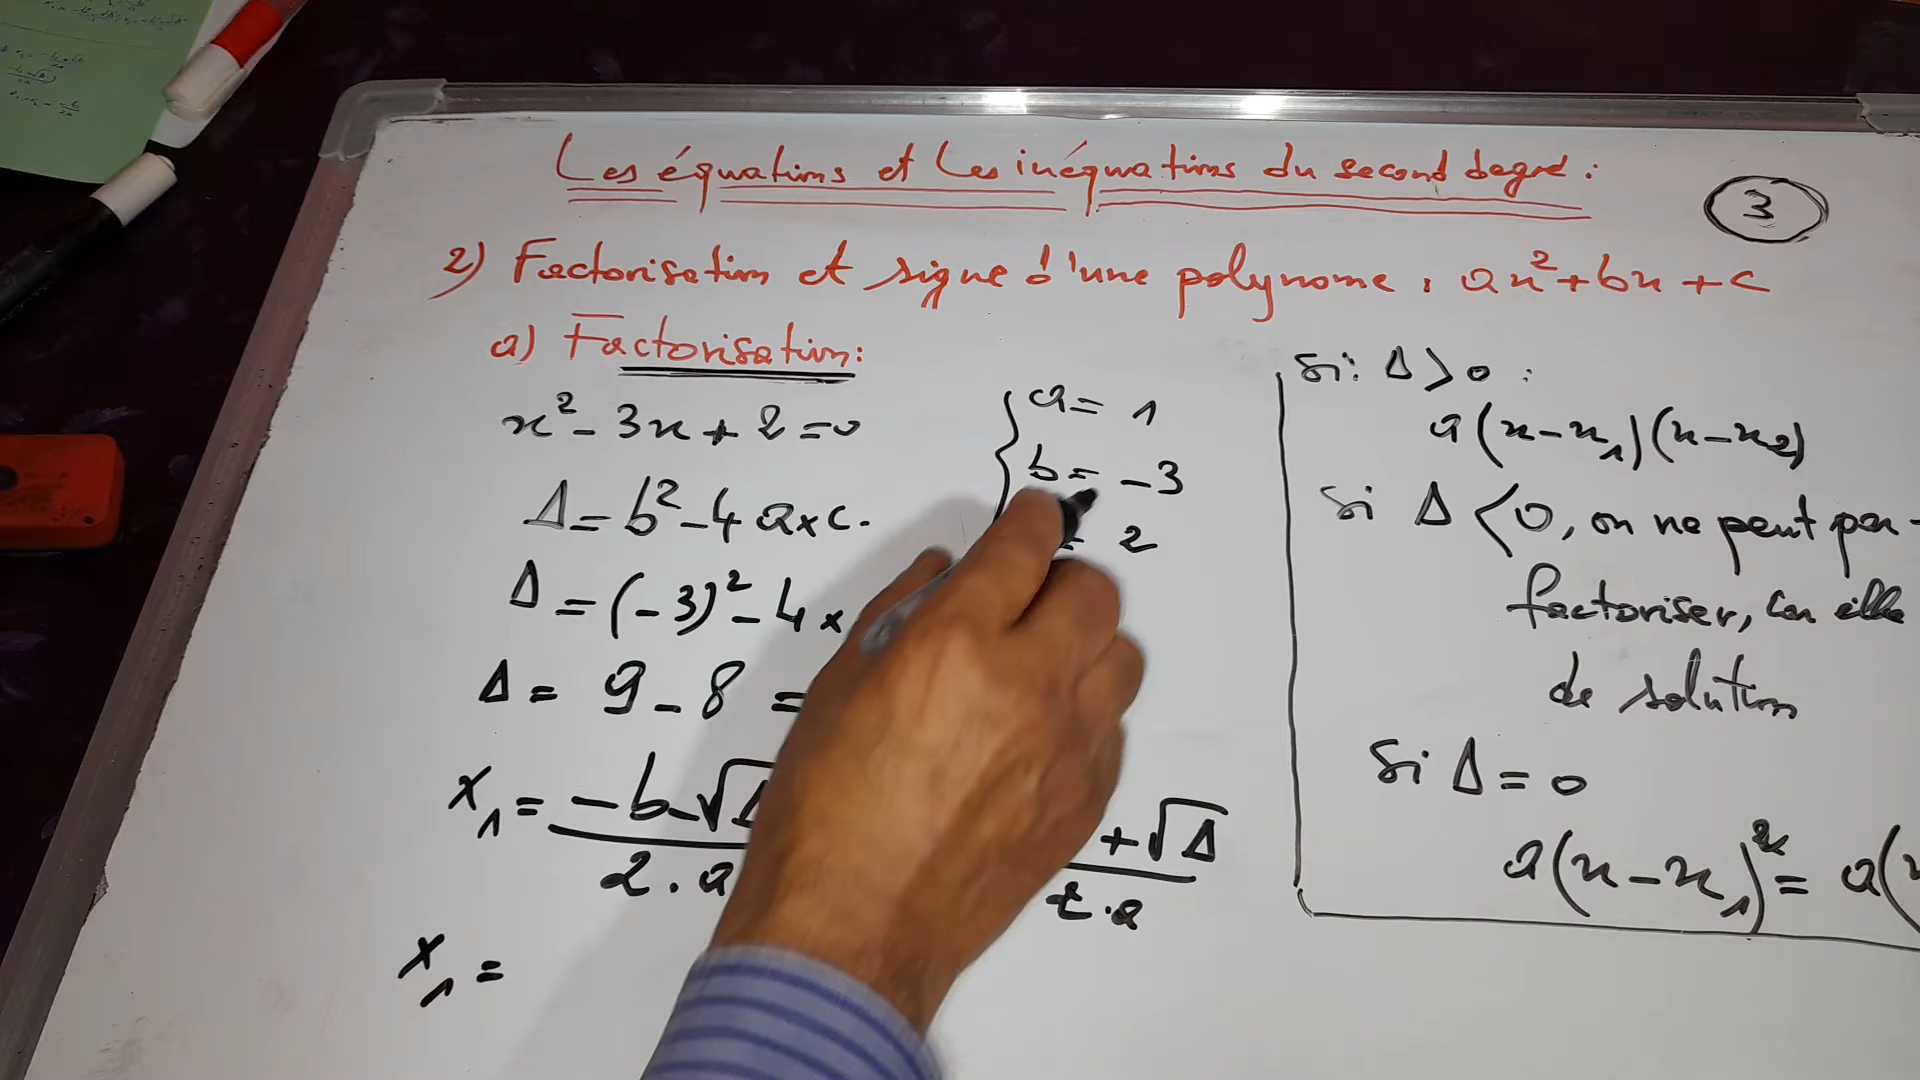 Les équations et les inéquations du second degré :
3
2) Factorisation et signe d'une polynome : ax²+bx+c
a) Factorisation:
x² - 3x + 2 = 0
Δ = b² - 4 a x c.
Δ = (-3)² - 4 x
Δ = 9 - 8 =
x₁ = -b-√Δ / 2.a
+√Δ / 2.a
x₁ =
a = 1
b = -3
= 2
Si: Δ > 0 :
a(x-x₁)(x-x₂)
Si Δ < 0, on ne peut pas
factoriser, car elle
de solution
Si Δ = 0
a(x-x₁)² = a(